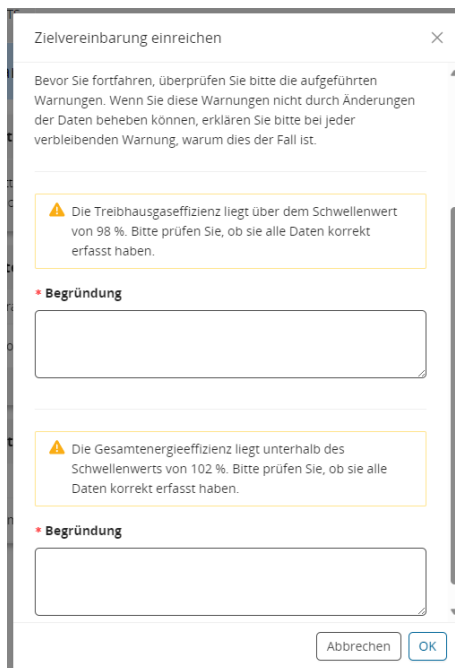 Zielvereinbarung einreichen
Bevor Sie fortfahren, überprüfen Sie bitte die aufgeführten
Warnungen. Wenn Sie diese Warnungen nicht durch Änderungen
der Daten beheben können, erklären Sie bitte bei jeder
verbleibenden Warnung, warum dies der Fall ist.
Die Treibhausgaseffizienz liegt über dem Schwellenwert
von 98 %. Bitte prüfen Sie, ob sie alle Daten korrekt
erfasst haben.
* Begründung
Die Gesamtenergieeffizienz liegt unterhalb des
Schwellenwerts von 102 %. Bitte prüfen Sie, ob sie alle
Daten korrekt erfasst haben.
* Begründung
Abbrechen OK